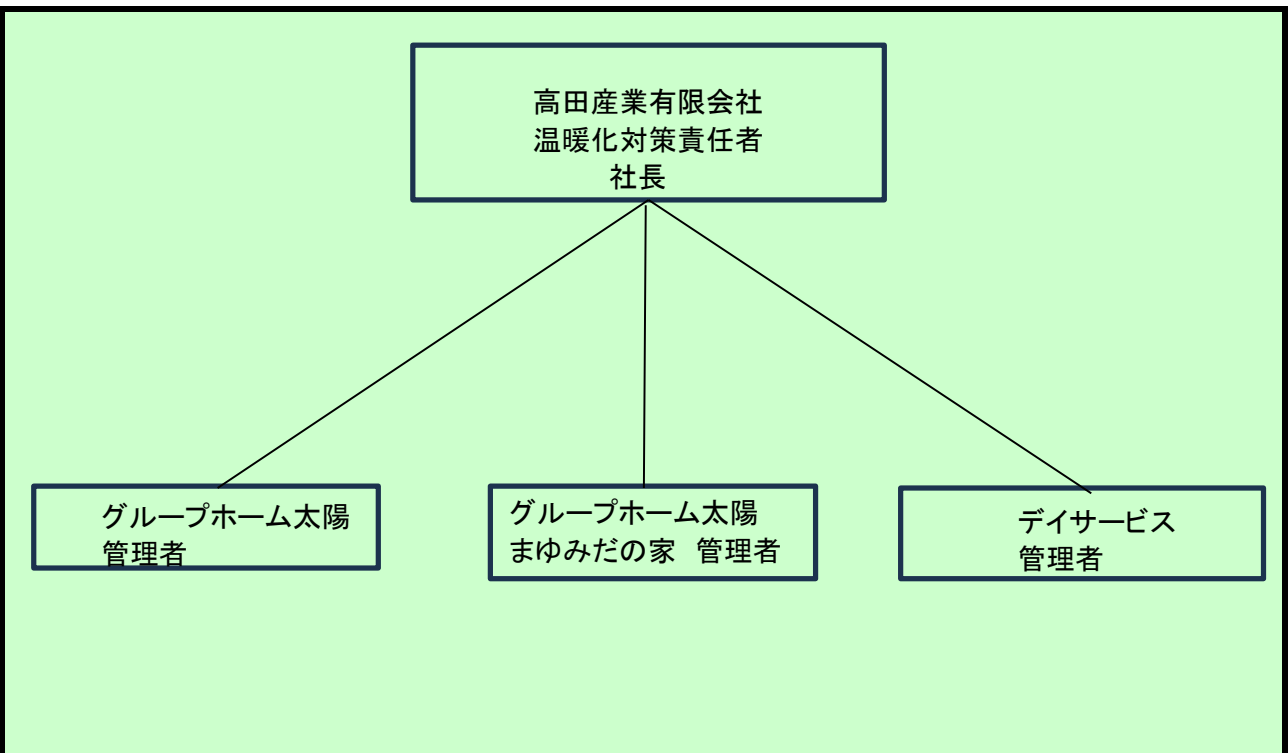 高田産業有限会社
温暖化対策責任者
社長
グループホーム太陽
管理者
グループホーム太陽
まゆみだの家　管理者
デイサービス
管理者